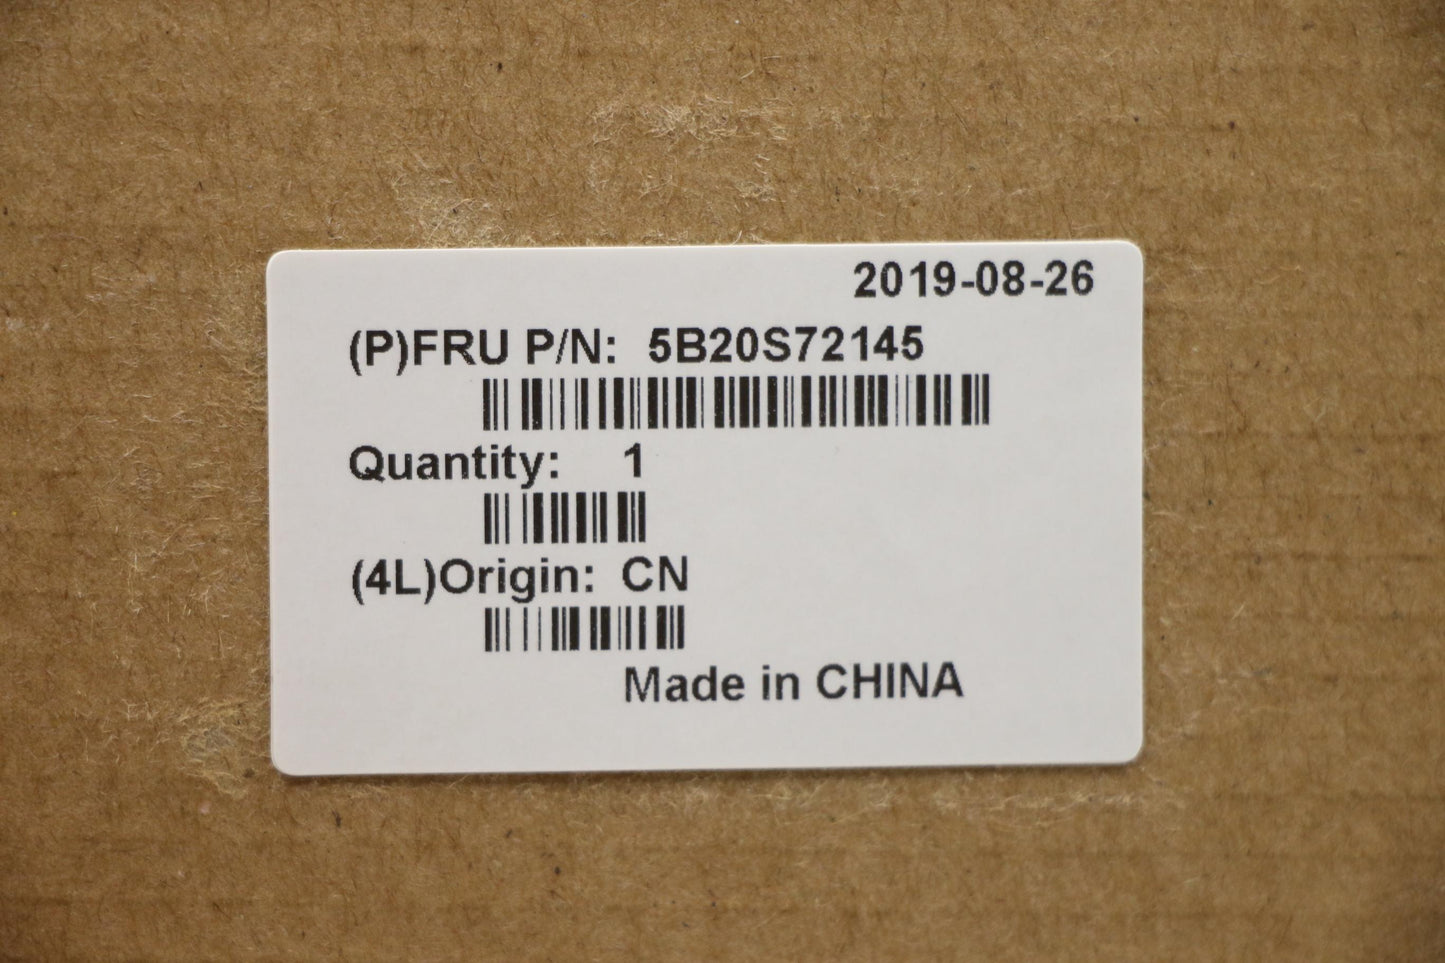 2019-08-26
(P)FRU P/N: 5B20S72145
Quantity: 1
(4L)Origin: CN
Made in CHINA